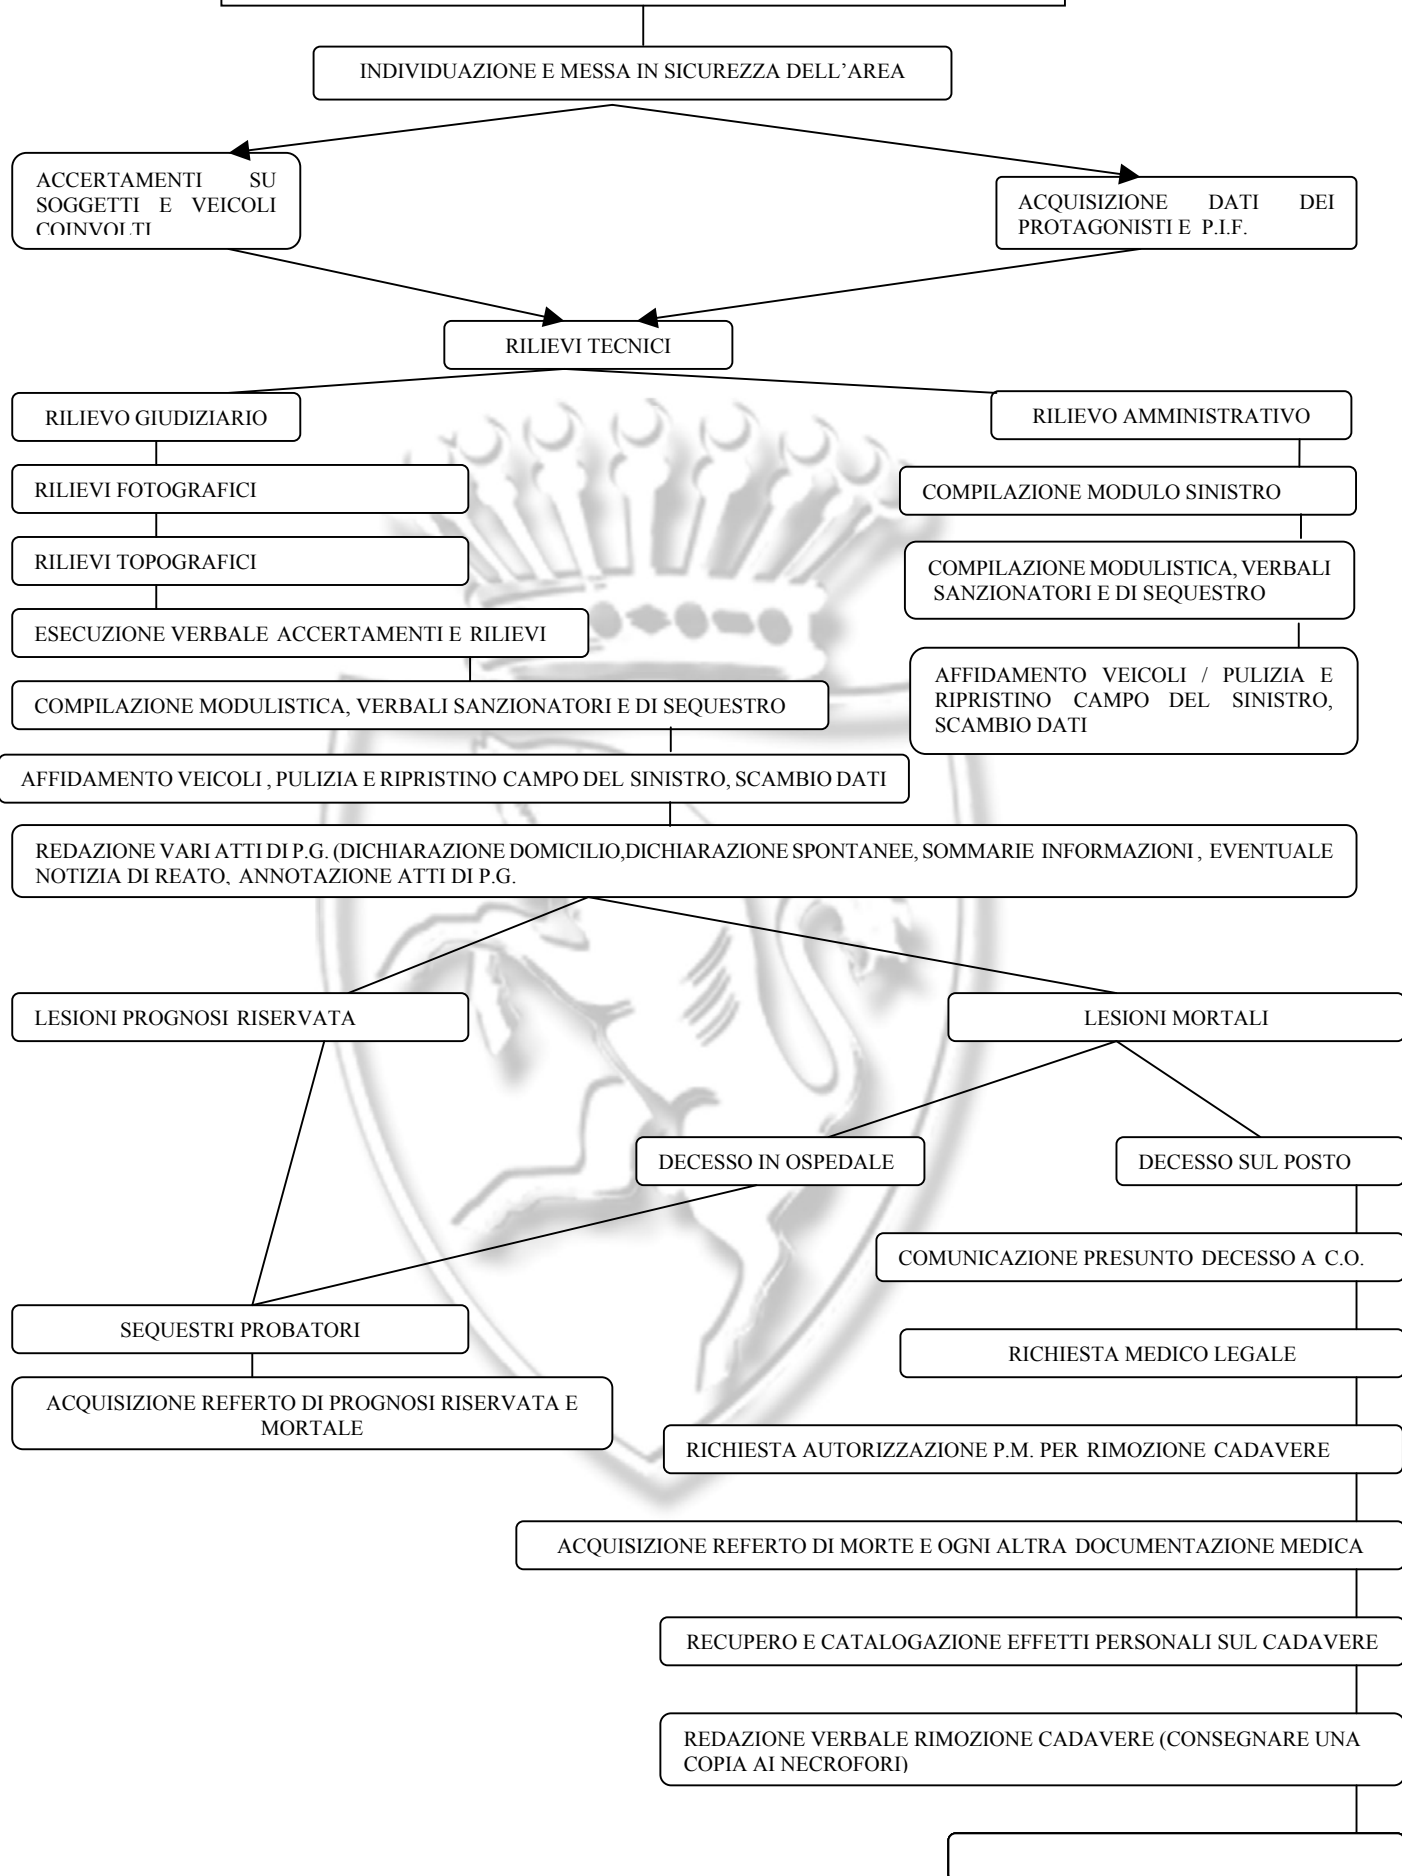 INDIVIDUAZIONE E MESSA IN SICUREZZA DELL’AREA
ACCERTAMENTI SU
SOGGETTI E VEICOLI
COINVOLTI
ACQUISIZIONE DATI DEI
PROTAGONISTI E P.I.F.
RILIEVI TECNICI
RILIEVO GIUDIZIARIO
RILIEVO AMMINISTRATIVO
RILIEVI FOTOGRAFICI
COMPILAZIONE MODULO SINISTRO
RILIEVI TOPOGRAFICI
COMPILAZIONE MODULISTICA, VERBALI
SANZIONATORI E DI SEQUESTRO
ESECUZIONE VERBALE ACCERTAMENTI E RILIEVI
AFFIDAMENTO VEICOLI / PULIZIA E
RIPRISTINO CAMPO DEL SINISTRO,
SCAMBIO DATI
COMPILAZIONE MODULISTICA, VERBALI SANZIONATORI E DI SEQUESTRO
AFFIDAMENTO VEICOLI , PULIZIA E RIPRISTINO CAMPO DEL SINISTRO, SCAMBIO DATI
REDAZIONE VARI ATTI DI P.G. (DICHIARAZIONE DOMICILIO,DICHIARAZIONE SPONTANEE, SOMMARIE INFORMAZIONI , EVENTUALE
NOTIZIA DI REATO, ANNOTAZIONE ATTI DI P.G.
LESIONI PROGNOSI RISERVATA
LESIONI MORTALI
DECESSO IN OSPEDALE
DECESSO SUL POSTO
COMUNICAZIONE PRESUNTO DECESSO A C.O.
SEQUESTRI PROBATORI
RICHIESTA MEDICO LEGALE
ACQUISIZIONE REFERTO DI PROGNOSI RISERVATA E
MORTALE
RICHIESTA AUTORIZZAZIONE P.M. PER RIMOZIONE CADAVERE
ACQUISIZIONE REFERTO DI MORTE E OGNI ALTRA DOCUMENTAZIONE MEDICA
RECUPERO E CATALOGAZIONE EFFETTI PERSONALI SUL CADAVERE
REDAZIONE VERBALE RIMOZIONE CADAVERE (CONSEGNARE UNA
COPIA AI NECROFORI)